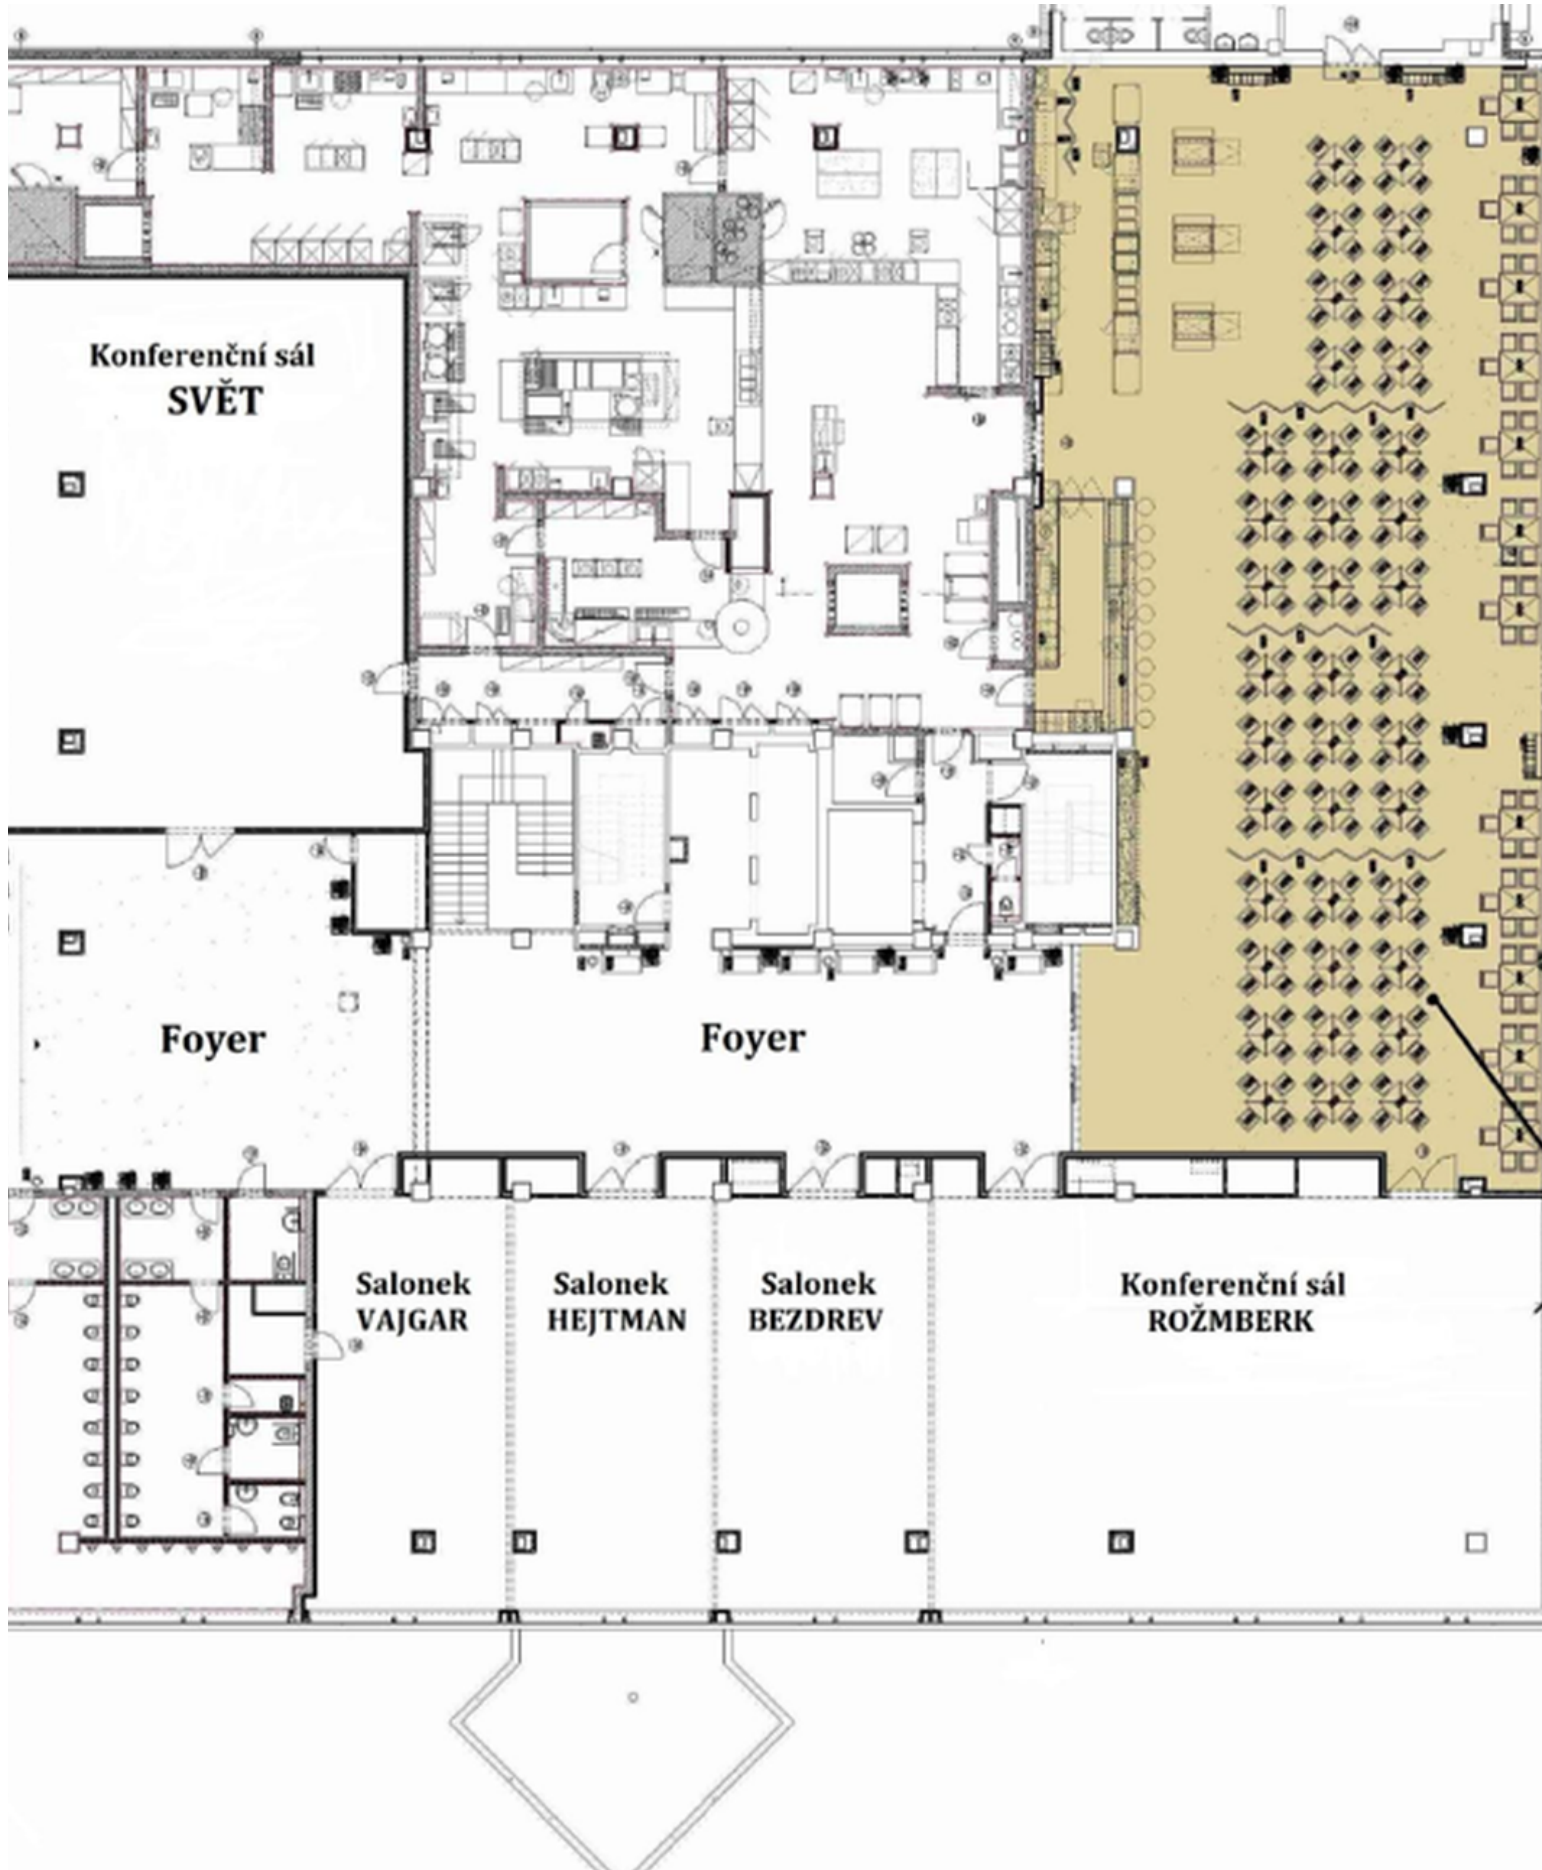 Konferenční sál
SVĚT
Foyer
Foyer
Salonek
VAJGAR
Salonek
HEJTMAN
Salonek
BEZDREV
Konferenční sál
ROŽMBERK